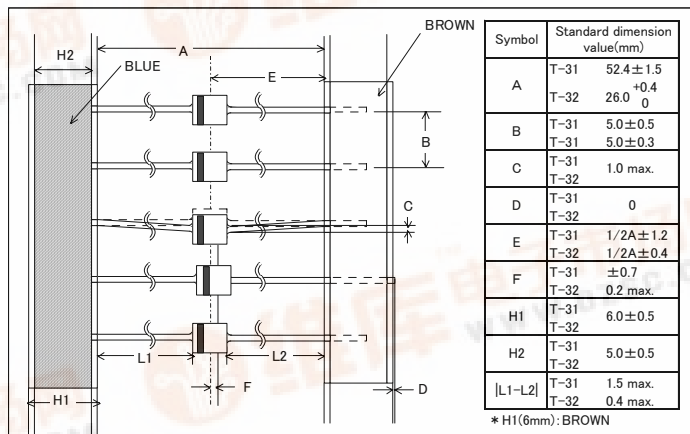 BROWN
H2
A
BLUE
E
B
C
L1
L2
F
D
H1
Symbol
Standard dimension
value(mm)
A
T-31 52.4±1.5
T-32 26.0 +0.4
0
B
T-31 5.0±0.5
T-31 5.0±0.3
C
T-31
T-32
1.0 max.
D
T-31
T-32
0
E
T-31 1/2A±1.2
T-32 1/2A±0.4
F
T-31 ±0.7
T-32 0.2 max.
H1
T-31
T-32
6.0±0.5
H2
T-31
T-32
5.0±0.5
|L1-L2|
T-31 1.5 max.
T-32 0.4 max.
* H1(6mm): BROWN